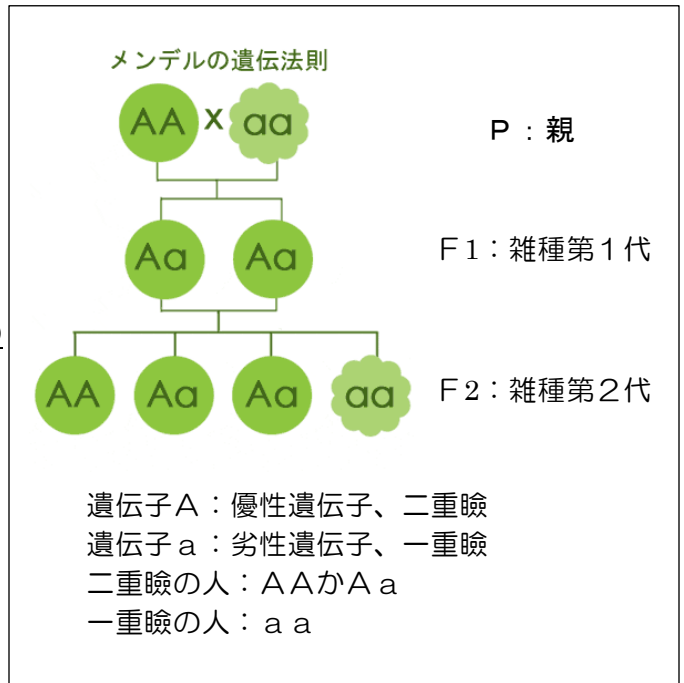 メンデルの遺伝法則
AA x aa
P：親
Aa Aa
F1：雑種第１代
AA Aa Aa aa
F2：雑種第２代
遺伝子Ａ：優性遺伝子、二重瞼
遺伝子ａ：劣性遺伝子、一重瞼
二重瞼の人：ＡＡかＡａ
一重瞼の人：ａａ